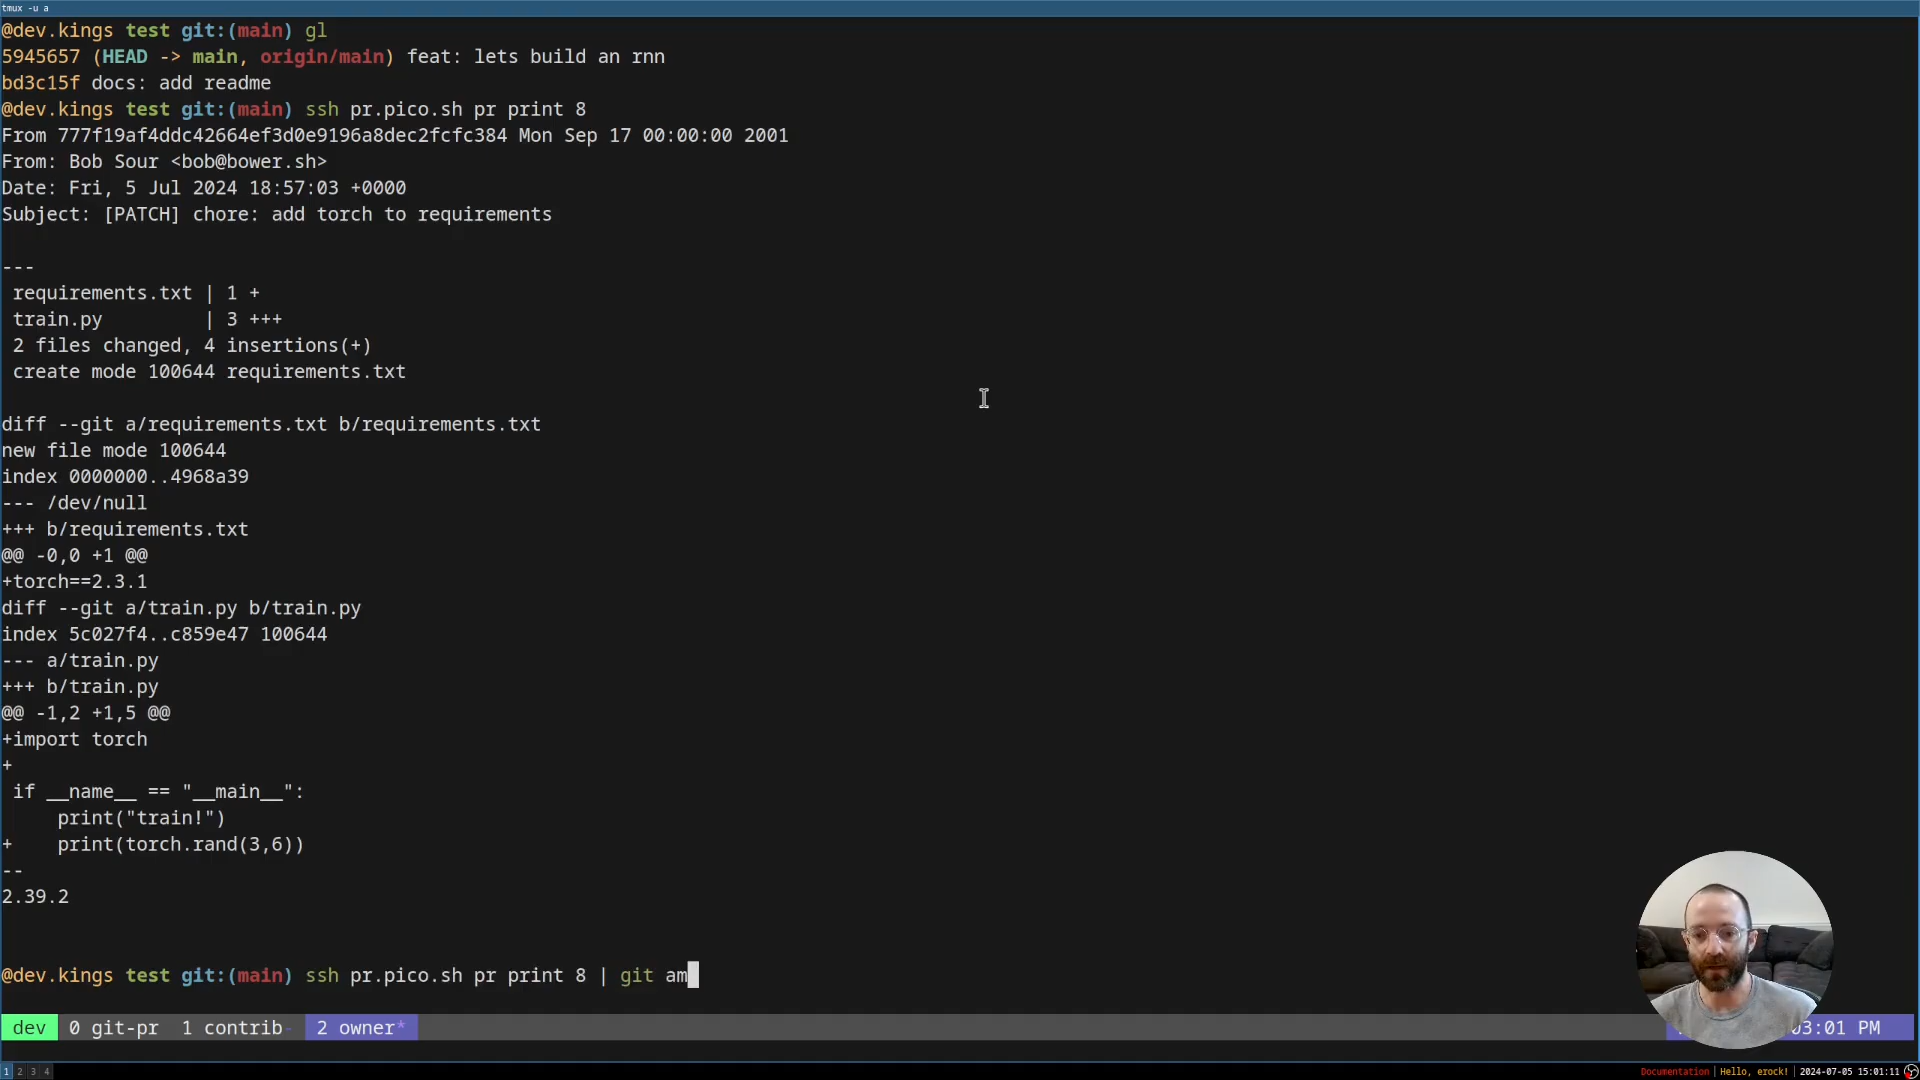 tmux -u a
@dev.kings test git:(main) gl
5945657 (HEAD -> main, origin/main) feat: lets build an rnn
bd3c15f docs: add readme
@dev.kings test git:(main) ssh pr.pico.sh pr print 8
From 777f19af4ddc42664ef3d0e9196a8dec2fcfc384 Mon Sep 17 00:00:00 2001
From: Bob Sour <bob@bower.sh>
Date: Fri, 5 Jul 2024 18:57:03 +0000
Subject: [PATCH] chore: add torch to requirements
---
requirements.txt | 1 +
train.py         | 3 +++
2 files changed, 4 insertions(+)
create mode 100644 requirements.txt
diff --git a/requirements.txt b/requirements.txt
new file mode 100644
index 0000000..4968a39
--- /dev/null
+++ b/requirements.txt
@@ -0,0 +1 @@
+torch==2.3.1
diff --git a/train.py b/train.py
index 5c027f4..c859e47 100644
--- a/train.py
+++ b/train.py
@@ -1,2 +1,5 @@
+import torch
+
 if __name__ == "__main__":
     print("train!")
+    print(torch.rand(3,6))
--
2.39.2
@dev.kings test git:(main) ssh pr.pico.sh pr print 8 | git am
dev 0 git-pr 1 contrib- 2 owner* 03:01 PM
1 2 3 4 Documentation | Hello, erock! | 2024-07-05 15:01:11